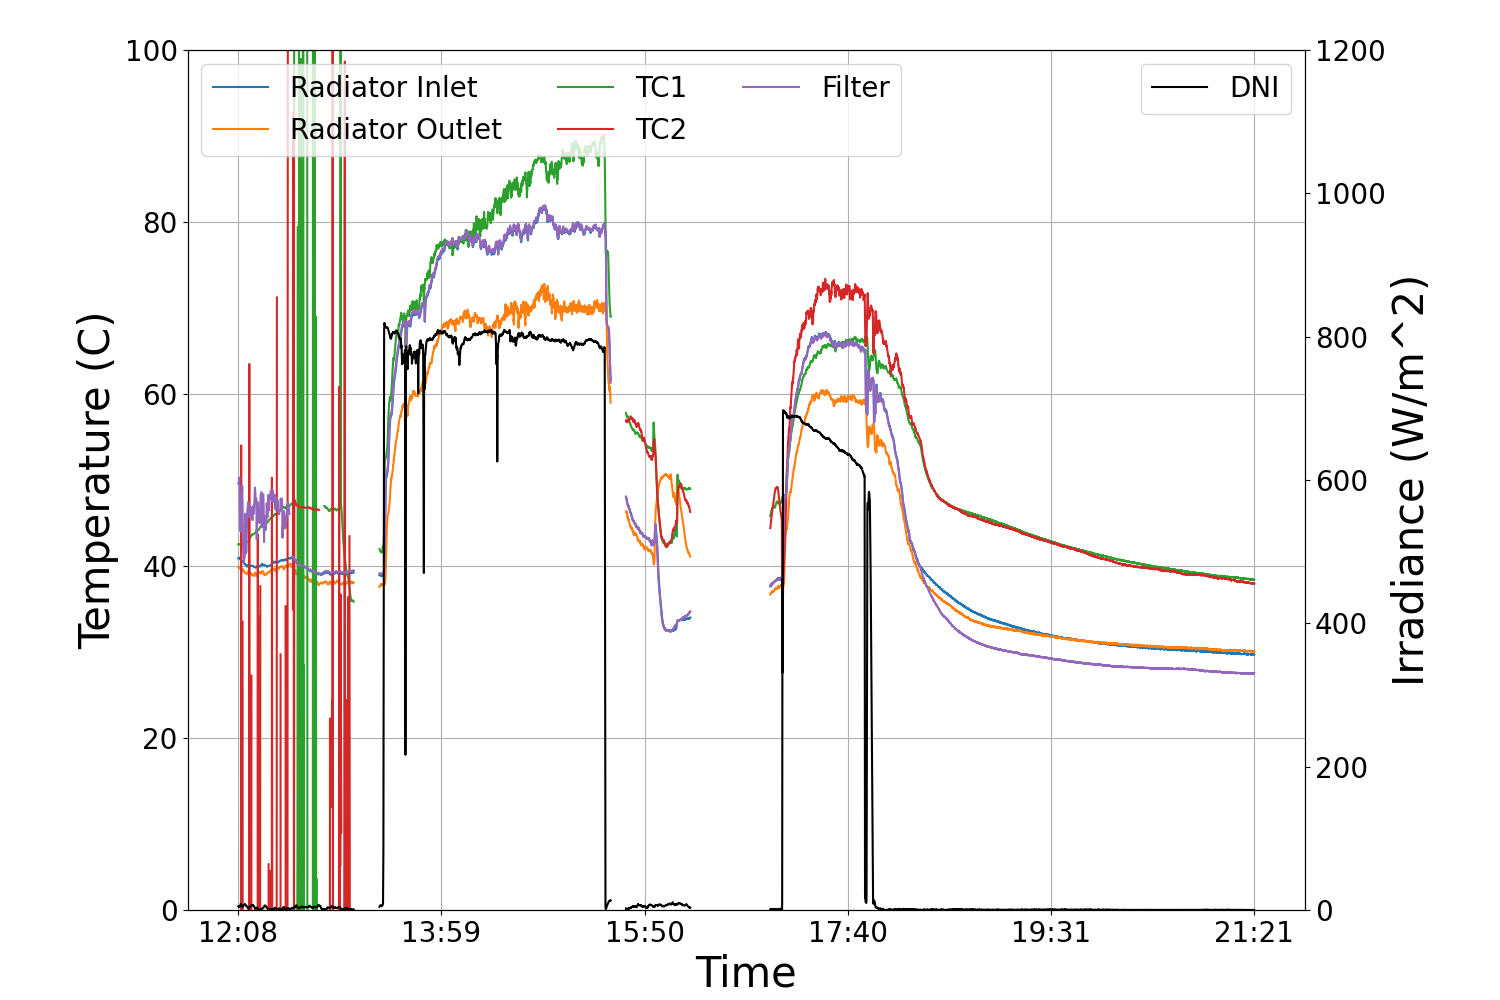 100
80
60
40
20
0
Temperature (C)
Radiator Inlet
Radiator Outlet
TC1
TC2
Filter
DNI
1200
1000
800
600
400
200
0
Irradiance (W/m^2)
12:08 13:59 15:50 17:40 19:31 21:21
Time